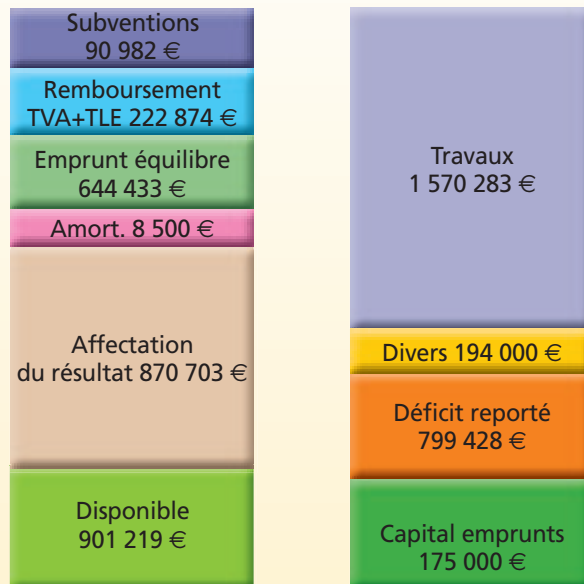 Subventions
90 982 €
Remboursement
TVA+TLE 222 874 €
Emprunt équilibre
644 433 €
Amort. 8 500 €
Affectation
du résultat 870 703 €
Disponible
901 219 €
Travaux
1 570 283 €
Divers 194 000 €
Déficit reporté
799 428 €
Capital emprunts
175 000 €